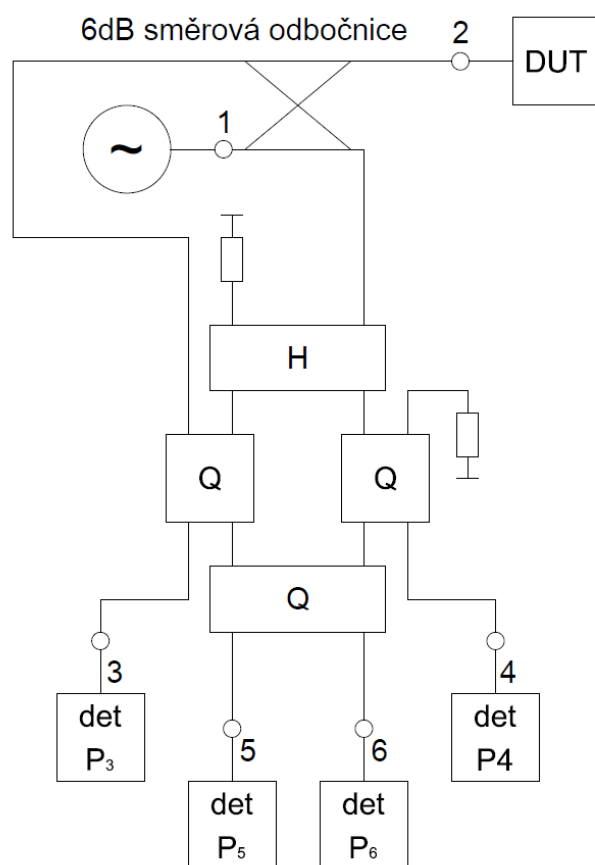 6dB směrová odbočnice
2
DUT
1
~
H
Q
Q
Q
3
4
det
P₃
det
P4
5
6
det
P₅
det
P₆